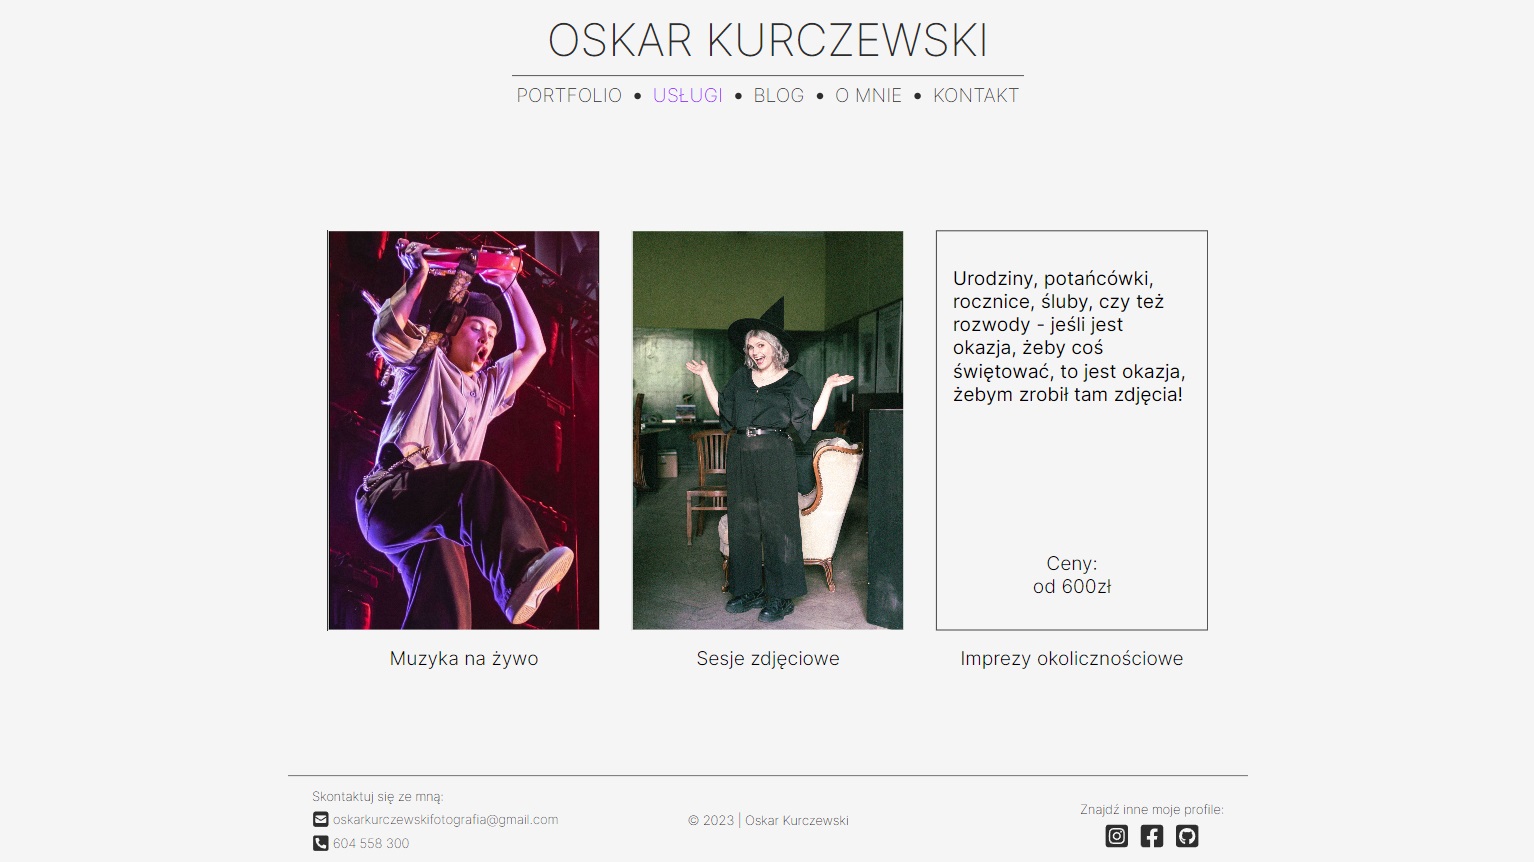 OSKAR KURCZEWSKI
PORTFOLIO • USŁUGI • BLOG • O MNIE • KONTAKT
Urodziny, potańcówki,
rocznice, śluby, czy też
rozwody - jeśli jest
okazja, żeby coś
świętować, to jest okazja,
żebym zrobił tam zdjęcia!
Ceny:
od 600zł
Muzyka na żywo
Sesje zdjęciowe
Imprezy okolicznościowe
Skontaktuj się ze mną:
oskarkurczewskifotografia@gmail.com
604 558 300
© 2023 | Oskar Kurczewski
Znajdź inne moje profile: